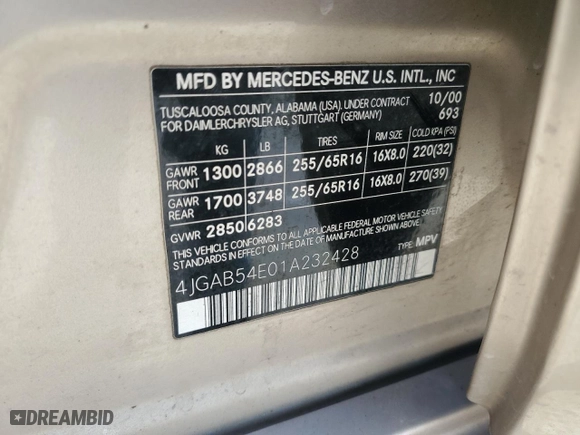 MFD BY MERCEDES-BENZ U.S. INTL., INC
TUSCALOOSA COUNTY, ALABAMA (USA). UNDER CONTRACT 10/00
FOR DAIMLERCHRYSLER AG, STUTTGART (GERMANY) 693
KG LB TIRES RIM SIZE COLD KPA (PSI)
GAWR FRONT 1300 2866 255/65R16 16X8.0 220(32)
GAWR REAR 1700 3748 255/65R16 16X8.0 270(39)
GVWR 2850 6283
THIS VEHICLE CONFORMS TO ALL APPLICABLE FEDERAL MOTOR VEHICLE SAFETY
STANDARDS IN EFFECT ON THE DATE OF MANUFACTURE SHOWN ABOVE.
4JGAB54E01A232428 TYPE: MPV
DREAMBID